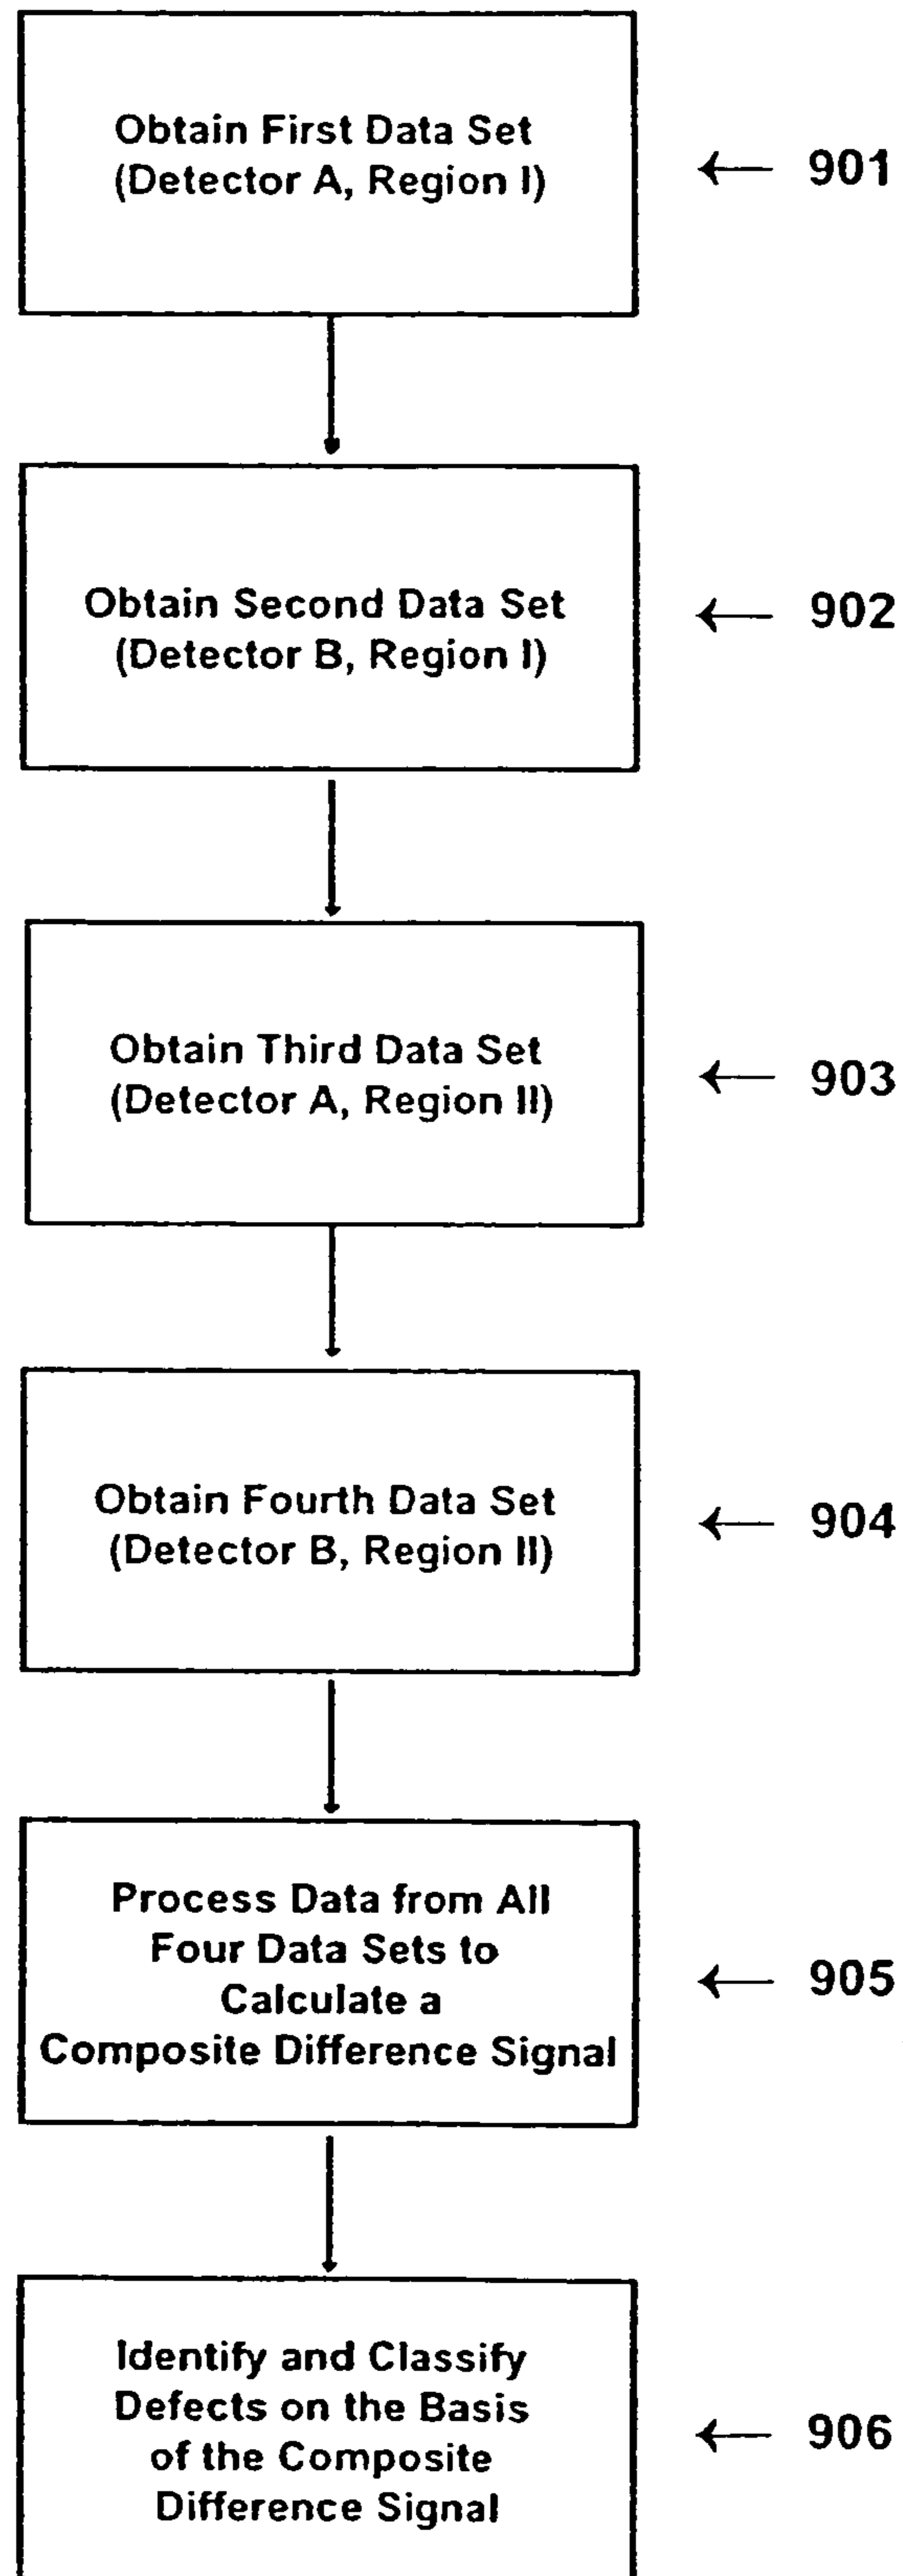 Obtain First Data Set
(Detector A, Region I)
901
Obtain Second Data Set
(Detector B, Region I)
902
Obtain Third Data Set
(Detector A, Region II)
903
Obtain Fourth Data Set
(Detector B, Region II)
904
Process Data from All
Four Data Sets to
Calculate a
Composite Difference Signal
905
Identify and Classify
Defects on the Basis
of the Composite
Difference Signal
906